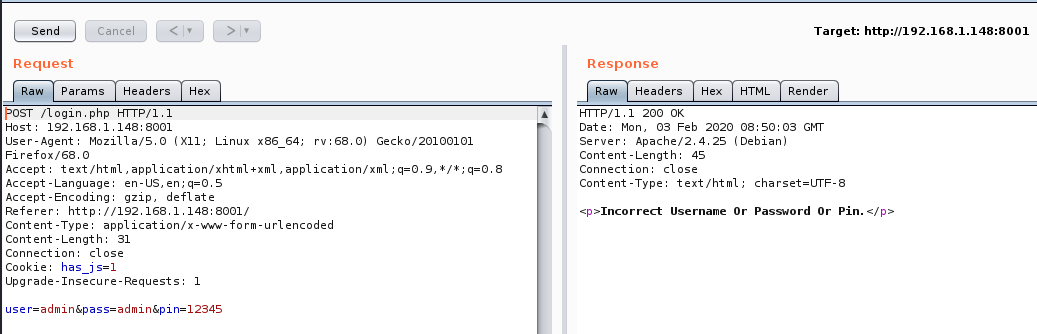 Send Cancel < > Target: http://192.168.1.148:8001
Request
Raw Params Headers Hex
POST /login.php HTTP/1.1
Host: 192.168.1.148:8001
User-Agent: Mozilla/5.0 (X11; Linux x86_64; rv:68.0) Gecko/20100101
Firefox/68.0
Accept: text/html,application/xhtml+xml,application/xml;q=0.9,*/*;q=0.8
Accept-Language: en-US,en;q=0.5
Accept-Encoding: gzip, deflate
Referer: http://192.168.1.148:8001/
Content-Type: application/x-www-form-urlencoded
Content-Length: 31
Connection: close
Cookie: has_js=1
Upgrade-Insecure-Requests: 1
user=admin&pass=admin&pin=12345
Response
Raw Headers Hex HTML Render
HTTP/1.1 200 OK
Date: Mon, 03 Feb 2020 08:50:03 GMT
Server: Apache/2.4.25 (Debian)
Content-Length: 45
Connection: close
Content-Type: text/html; charset=UTF-8
<p>Incorrect Username Or Password Or Pin.</p>